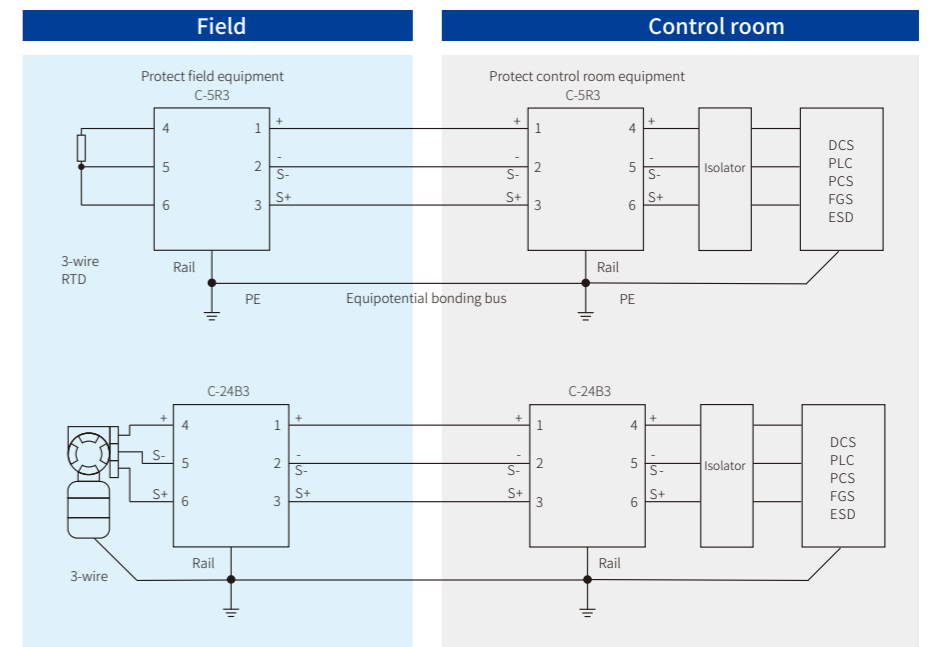 Field
Control room
Protect field equipment
C-5R3
Protect control room equipment
C-5R3
4 1 +
+ 1 4 +
5 2 -
S-
-
S- 2 5 -
S-
6 3 S+
S+ 3 6 S+
Isolator
DCS
PLC
PCS
FGS
ESD
3-wire
RTD
Rail
Rail
PE
Equipotential bonding bus
PE
C-24B3
C-24B3
+ 4 1 +
+ 1 4 +
S- 5 2 -
S-
-
S- 2 5 -
S-
S+ 6 3 S+
S+ 3 6 S+
Isolator
DCS
PLC
PCS
FGS
ESD
3-wire
Rail
Rail